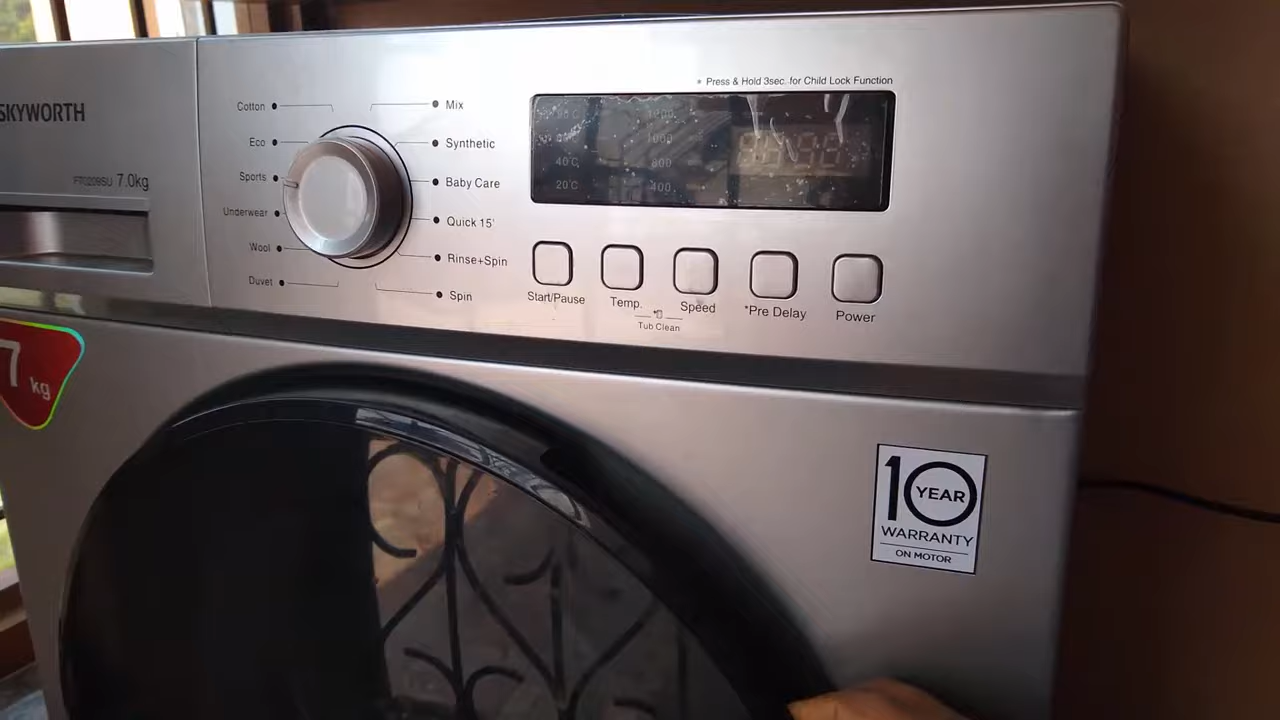 SKYWORTH
7.0kg
* Press & Hold 3sec. for Child Lock Function
Cotton
Eco
Sports
Underwear
Wool
Duvet
Mix
Synthetic
Baby Care
Quick 15'
Rinse+Spin
Spin
40°C
20°C
1200
1000
800
400
Start/Pause
Temp.
Speed
*Pre Delay
Power
Tub Clean
7 kg
10
YEAR
WARRANTY
ON MOTOR